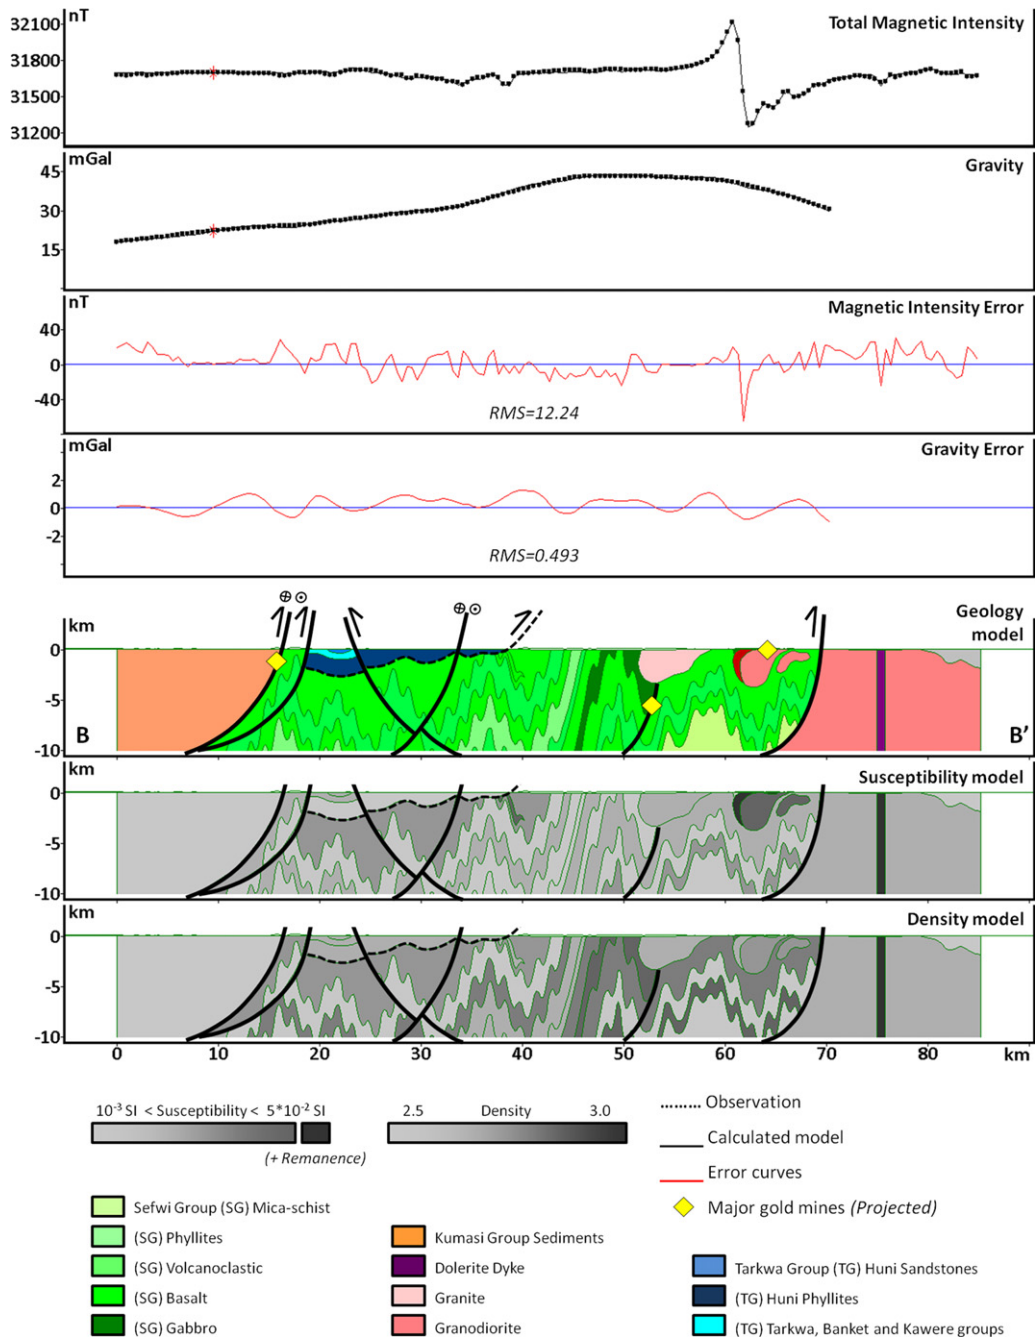 nT
Total Magnetic Intensity
32100
31800
31500
31200
mGal
Gravity
45
30
15
nT
Magnetic Intensity Error
40
0
-40
RMS=12.24
mGal
Gravity Error
2
0
-2
RMS=0.493
km
Geology model
0
-5
-10
B
B'
km
Susceptibility model
0
-5
-10
km
Density model
0
-5
-10
0 10 20 30 40 50 60 70 80 km
10⁻³ SI < Susceptibility < 5*10⁻² SI
(+ Remanence)
2.5 Density 3.0
Observation
Calculated model
Error curves
Major gold mines (Projected)
Sefwi Group (SG) Mica-schist
(SG) Phyllites
(SG) Volcanoclastic
(SG) Basalt
(SG) Gabbro
Kumasi Group Sediments
Dolerite Dyke
Granite
Granodiorite
Tarkwa Group (TG) Huni Sandstones
(TG) Huni Phyllites
(TG) Tarkwa, Banket and Kawere groups